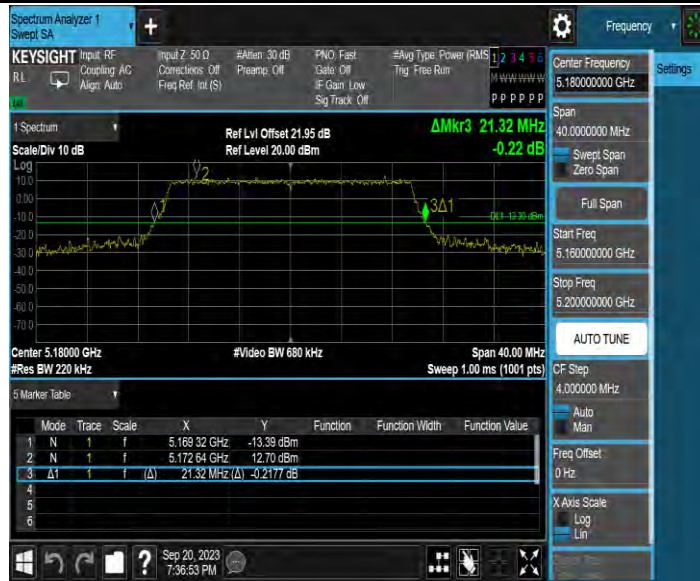 Spectrum Analyzer 1
Swept SA
Frequency
KEYSIGHT
RL
Input: RF
Coupling: AC
Align: Auto
Input Z: 50 Ω
Corrections: Off
Freq Ref: Int (S)
#Atten: 30 dB
Preamp: Off
PNO: Fast
Gate: Off
IF Gain: Low
Sig Track: Off
#Avg Type: Power (RMS
Trig: Free Run
1 2 3 4 5 6
M W W W W W
P P P P P P
1 Spectrum
Scale/Div 10 dB
Ref Lvl Offset 21.95 dB
Ref Level 20.00 dBm
ΔMkr3 21.32 MHz
-0.22 dB
Log
10.0
0.00
-10.0
-20.0
-30.0
-40.0
-50.0
-60.0
-70.0
1
2
3Δ1
DL1 -13.30 dBm
Center 5.18000 GHz
#Res BW 220 kHz
#Video BW 680 kHz
Span 40.00 MHz
Sweep 1.00 ms (1001 pts)
5 Marker Table
Mode Trace Scale X Y Function Function Width Function Value
1 N 1 f 5.169 32 GHz -13.39 dBm
2 N 1 f 5.172 64 GHz 12.70 dBm
3 Δ1 1 f (Δ) 21.32 MHz (Δ) -0.2177 dB
4
5
6
Sep 20, 2023
7:36:53 PM
Center Frequency
5.180000000 GHz
Settings
Span
40.0000000 MHz
Swept Span
Zero Span
Full Span
Start Freq
5.160000000 GHz
Stop Freq
5.200000000 GHz
AUTO TUNE
CF Step
4.000000 MHz
Auto
Man
Freq Offset
0 Hz
X Axis Scale
Log
Lin